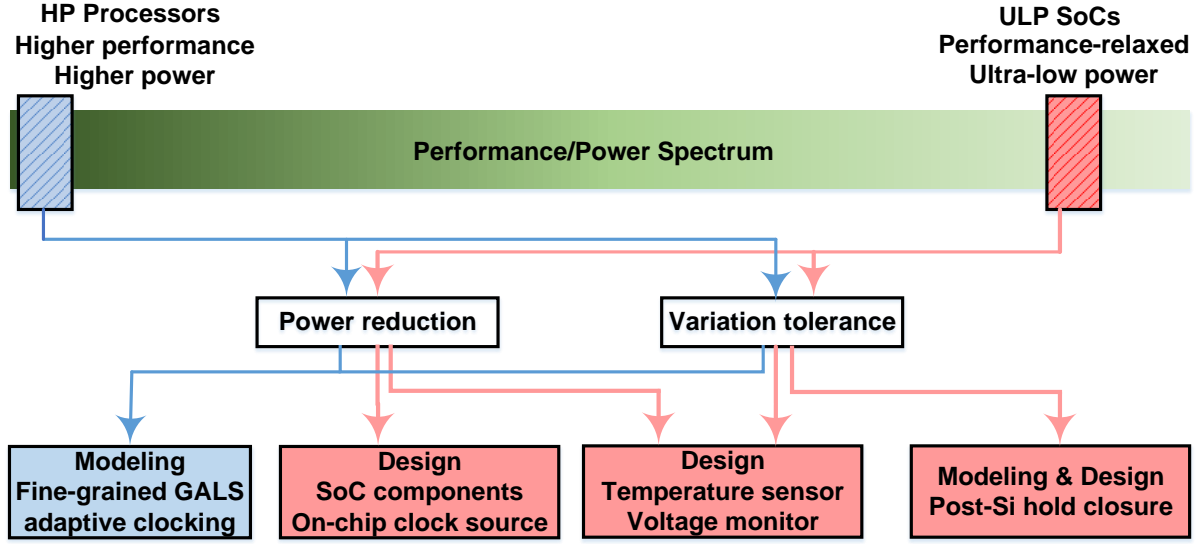 HP Processors
Higher performance
Higher power
ULP SoCs
Performance-relaxed
Ultra-low power
Performance/Power Spectrum
Power reduction
Variation tolerance
Modeling
Fine-grained GALS
adaptive clocking
Design
SoC components
On-chip clock source
Design
Temperature sensor
Voltage monitor
Modeling & Design
Post-Si hold closure